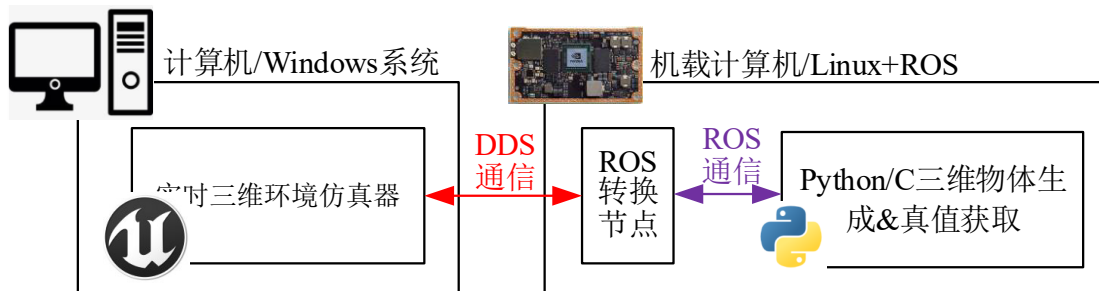 计算机/Windows系统
机载计算机/Linux+ROS
DDS
通信
ROS
转换
节点
ROS
通信
时三维环境仿真器
Python/C三维物体生
成&真值获取